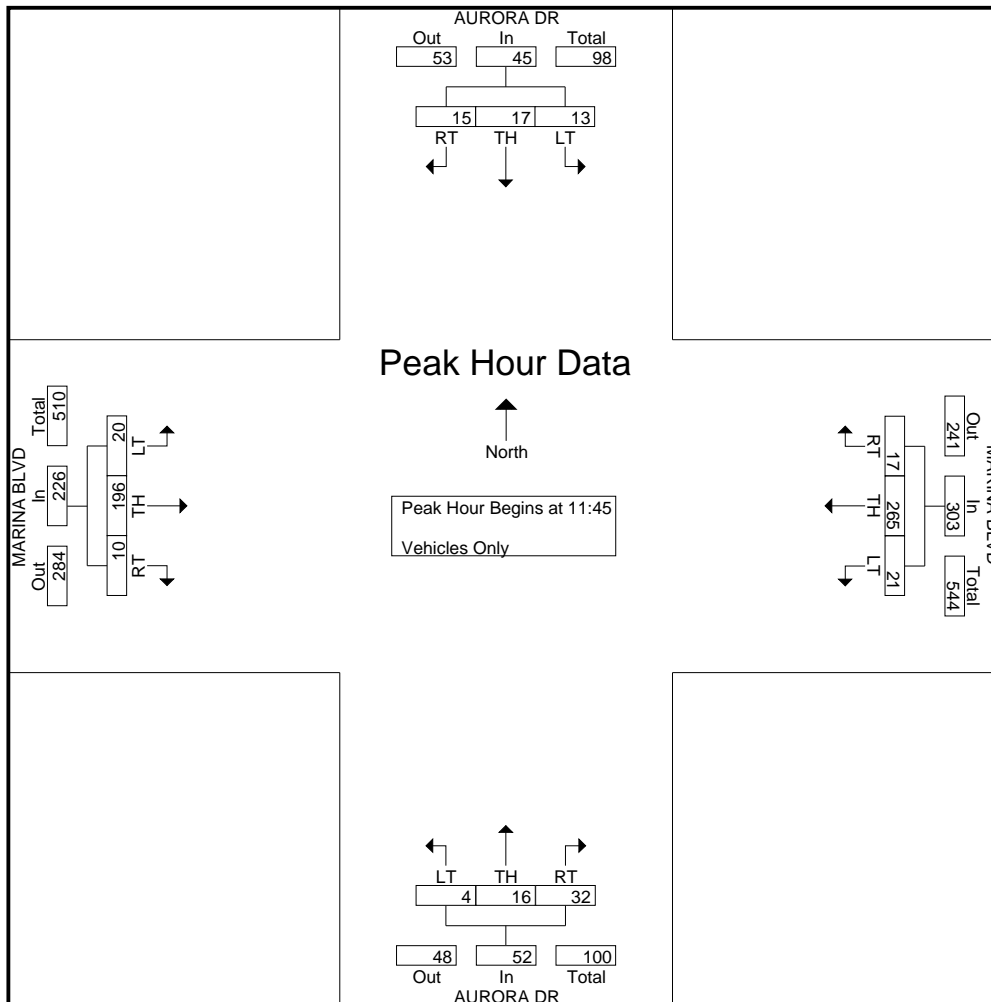 AURORA DR
Out In Total
53 45 98
15 17 13
RT TH LT
Peak Hour Data
North
Peak Hour Begins at 11:45
Vehicles Only
MARINA BLVD
Total In Out
510 226 284
20 196 10
LT TH RT
MARINA BLVD
Out In Total
241 303 544
17 265 21
RT TH LT
LT TH RT
4 16 32
48 52 100
Out In Total
AURORA DR